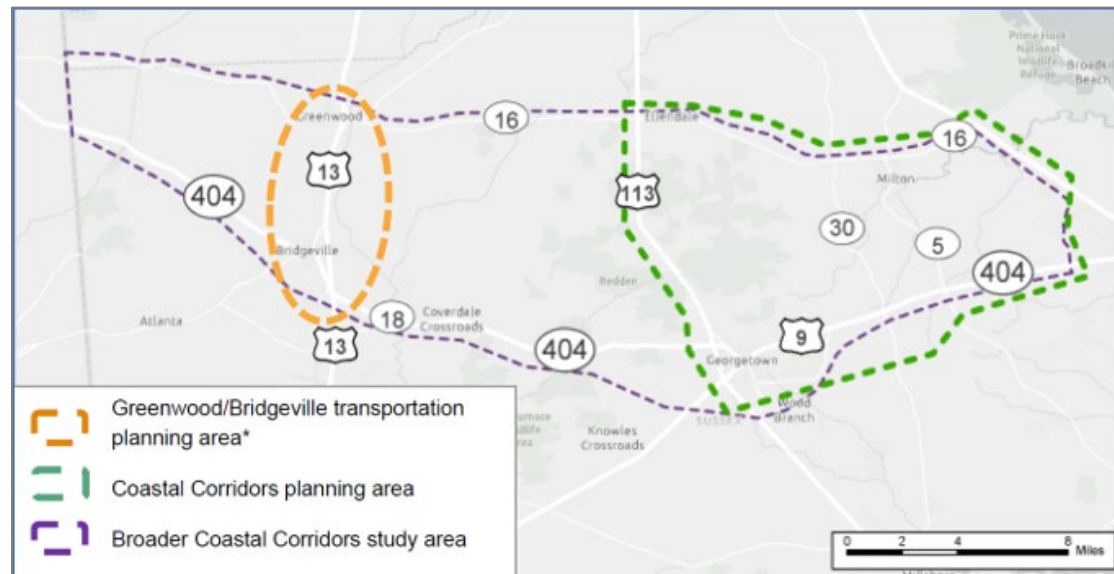 Prime Hook
National
Wildlife
Refuge
Broadkill
Beach
Greenwood
16
Ellendale
16
13
Milton
404
113
30
5
Bridgeville
404
Redden
Atlanta
18
Coverdale
Crossroads
13
404
9
Georgetown
Wood
Branch
SUSSEX
Knowles
Crossroads
Greenwood/Bridgeville transportation
planning area*
Coastal Corridors planning area
Broader Coastal Corridors study area
0 2 4 8
Miles